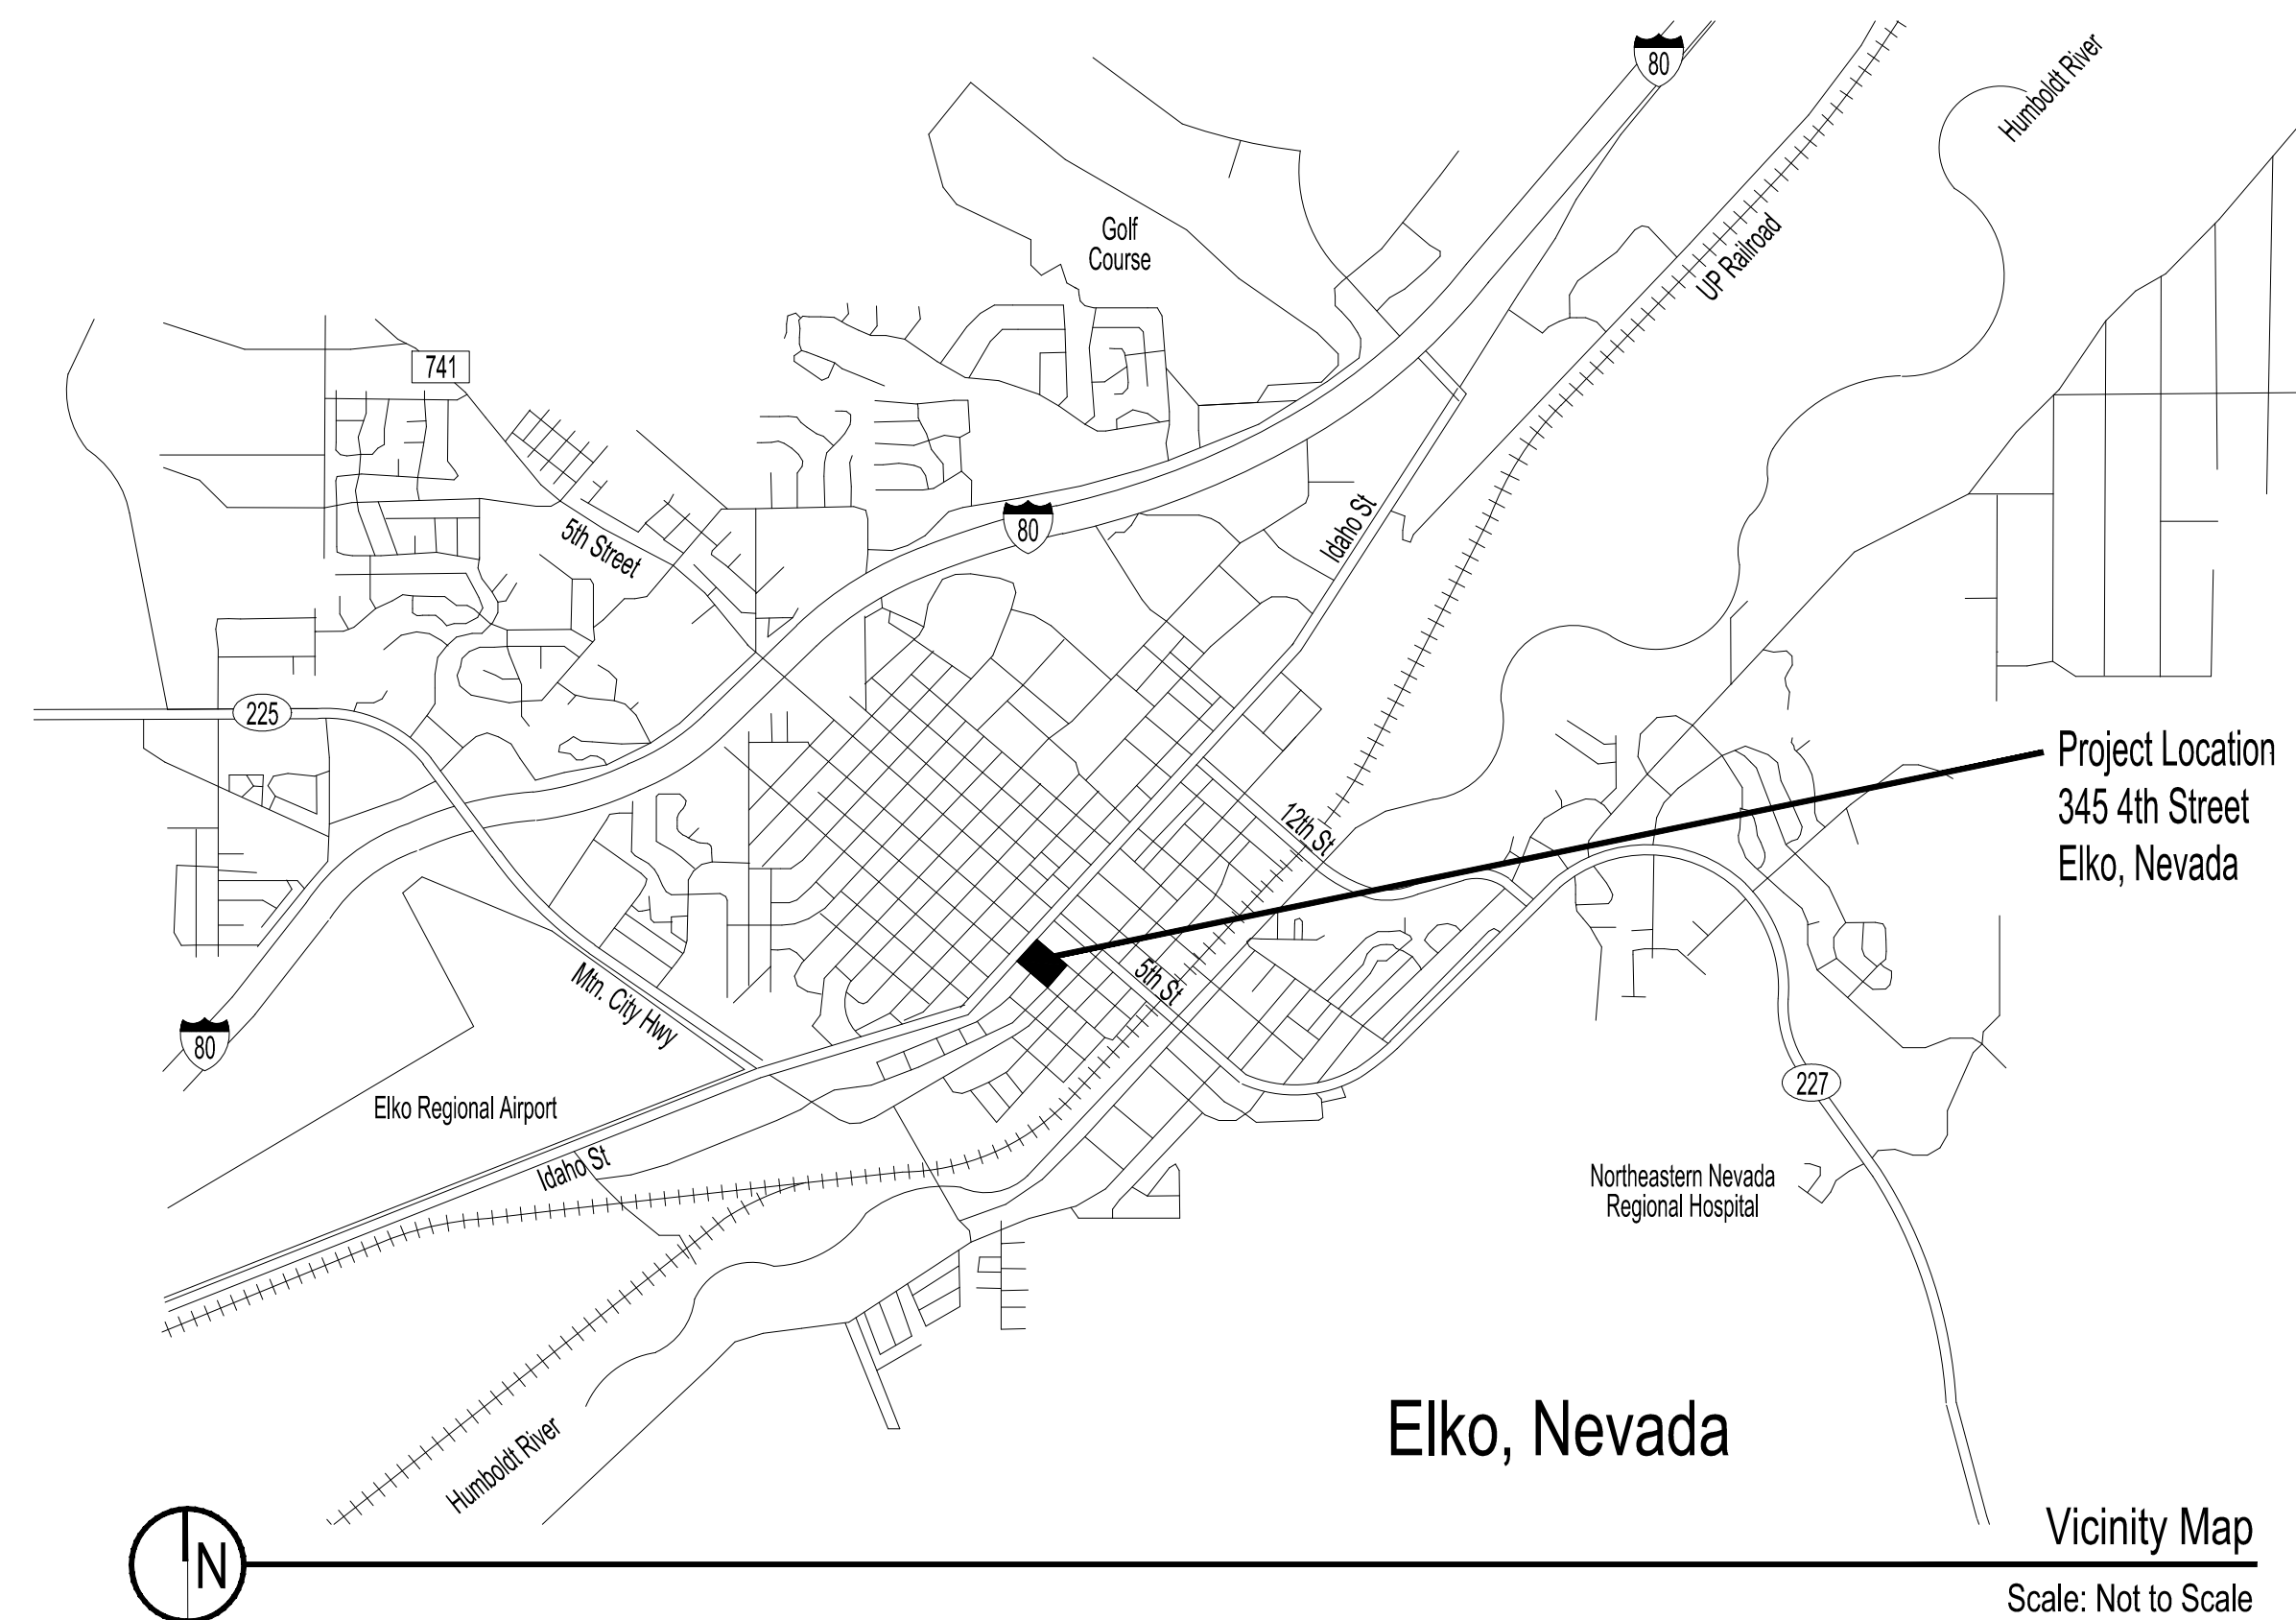 80
Humboldt River
Golf
Course
UP Railroad
741
Idaho St
80
5th Street
225
Project Location
345 4th Street
Elko, Nevada
12th St
5th St
Mtn. City Hwy
80
227
Elko Regional Airport
Idaho St
Northeastern Nevada
Regional Hospital
Humboldt River
Elko, Nevada
Vicinity Map
N
Scale: Not to Scale